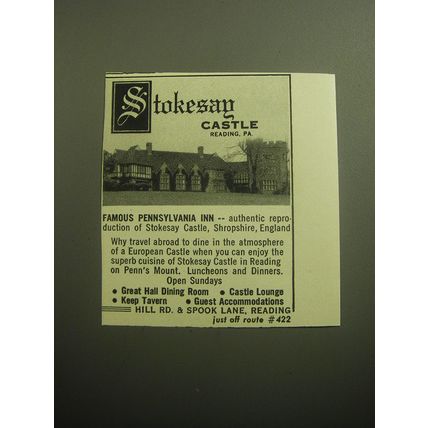 Stokesay
CASTLE
READING, PA.
FAMOUS PENNSYLVANIA INN -- authentic repro-
duction of Stokesay Castle, Shropshire, England
Why travel abroad to dine in the atmosphere
of a European Castle when you can enjoy the
superb cuisine of Stokesay Castle in Reading
on Penn's Mount. Luncheons and Dinners.
Open Sundays
• Great Hall Dining Room • Castle Lounge
• Keep Tavern • Guest Accommodations
HILL RD. & SPOOK LANE, READING
just off route #422